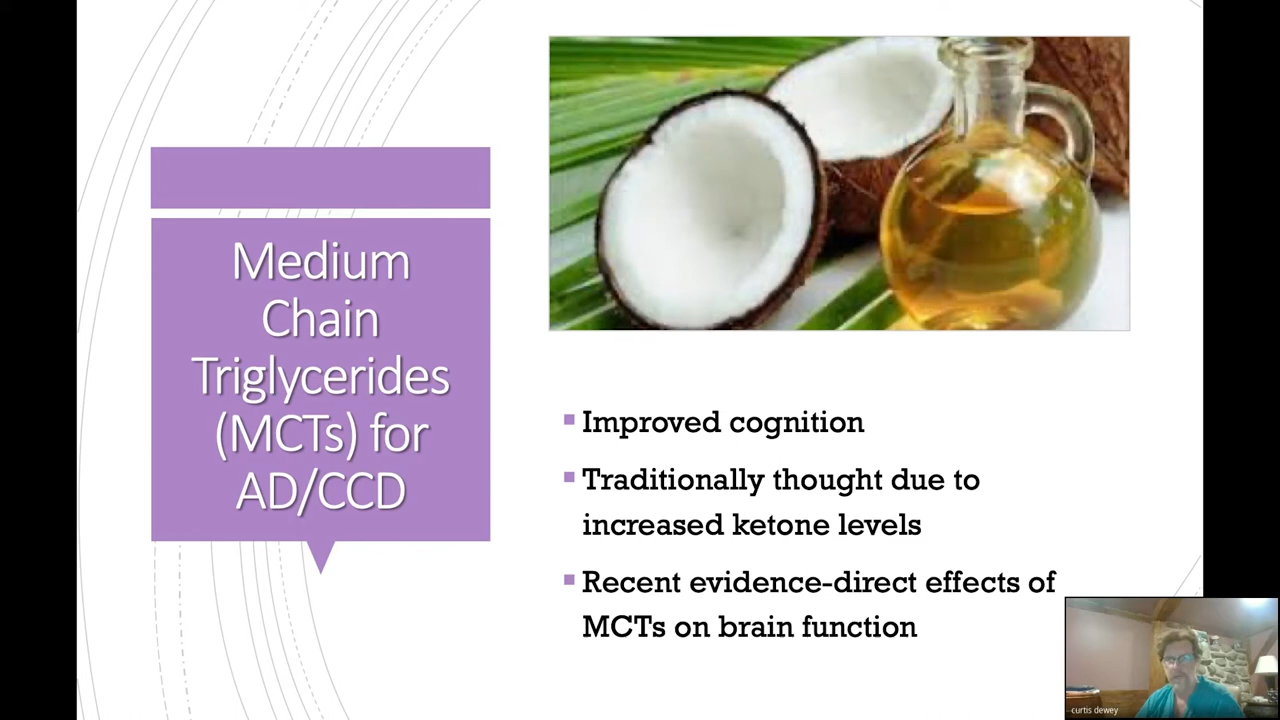 Medium
Chain
Triglycerides
(MCTs) for
AD/CCD
Improved cognition
Traditionally thought due to
increased ketone levels
Recent evidence-direct effects of
MCTs on brain function
curtis dewey